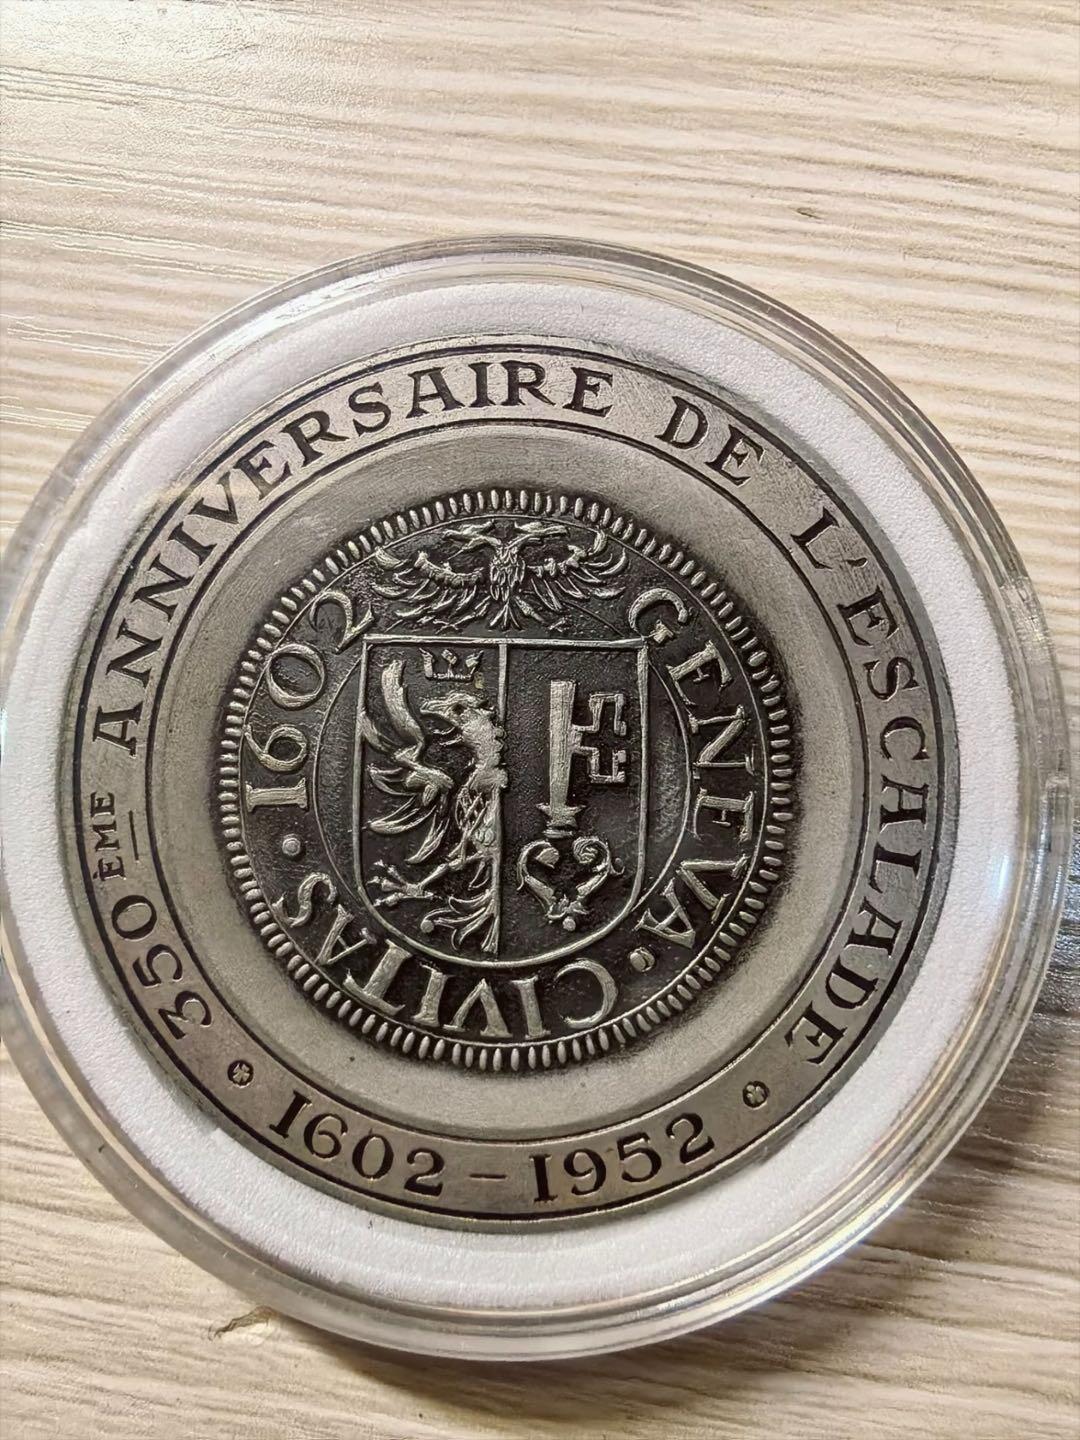 350ÈME ANNIVERSAIRE DE L'ESCALADE
1602 - 1952
GENEVA · CIVITAS · 1602